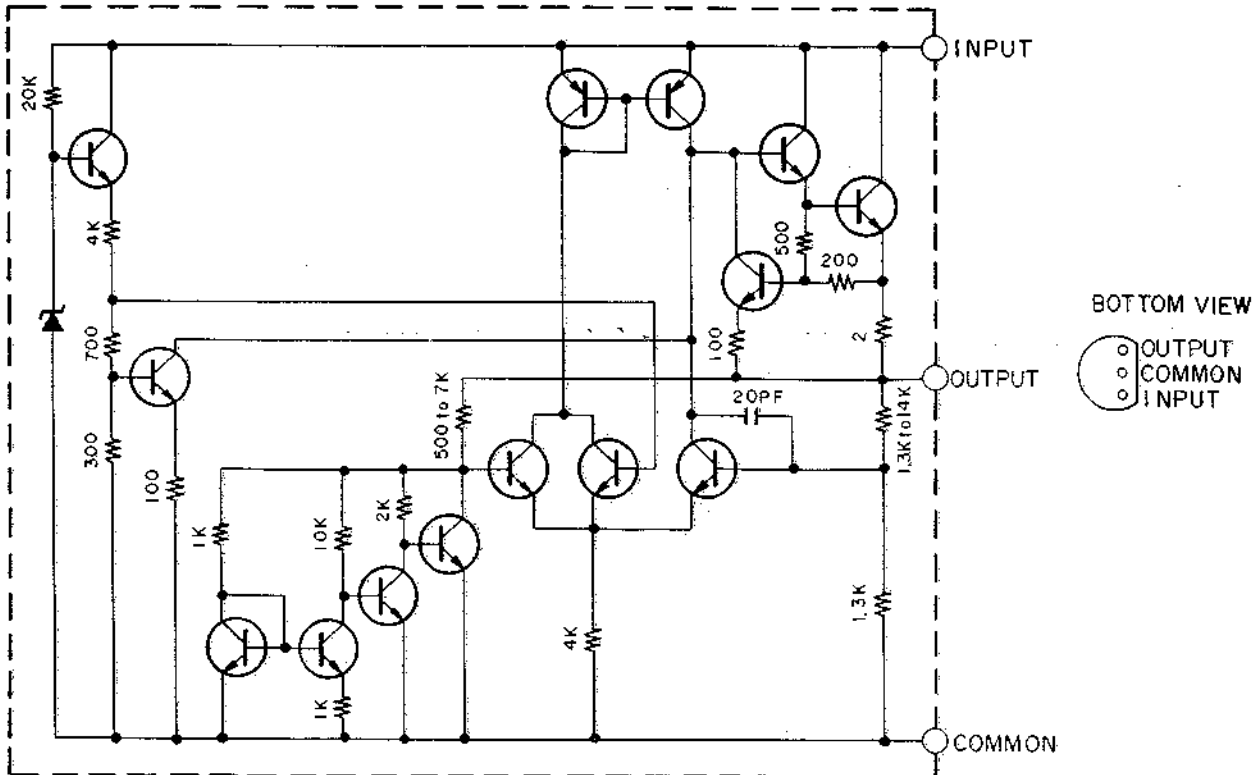 INPUT
20K
4K
500
200
BOTTOM VIEW
700
100
2
OUTPUT
COMMON
INPUT
OUTPUT
500 to 7K
20PF
1.3K to 14K
300
100
1K
10K
2K
4K
1.3K
1K
COMMON